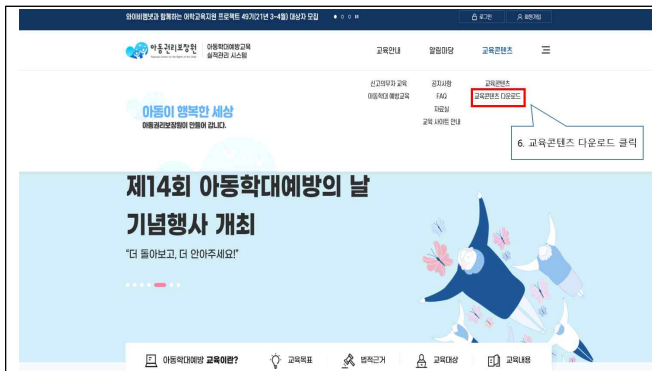 와이비엠넷과 함께하는 어학교육지원 프로젝트 49기(21년 3~4월) 대상자 모집
로그인
회원가입
아동권리보장원
아동학대예방교육
실적관리 시스템
교육안내
알림마당
교육콘텐츠
신고의무자 교육
아동학대 예방교육
공지사항
FAQ
자료실
교육 사이트 안내
교육콘텐츠
교육콘텐츠 다운로드
6. 교육콘텐츠 다운로드 클릭
아동이 행복한 세상
아동권리보장원이 만들어 갑니다.
제14회 아동학대예방의 날
기념행사 개최
"더 돌아보고, 더 안아주세요!"
아동학대예방 교육이란?
교육목표
법적근거
교육대상
교육내용